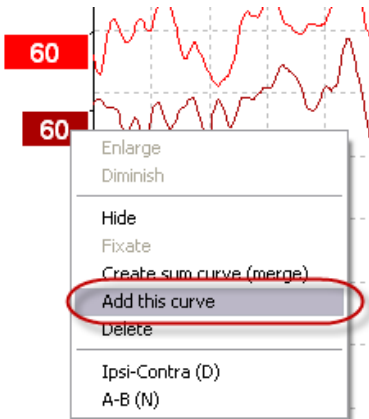 60
60
Enlarge
Diminish
Hide
Fixate
Create sum curve (merge)
Add this curve
Delete
Ipsi-Contra (D)
A-B (N)